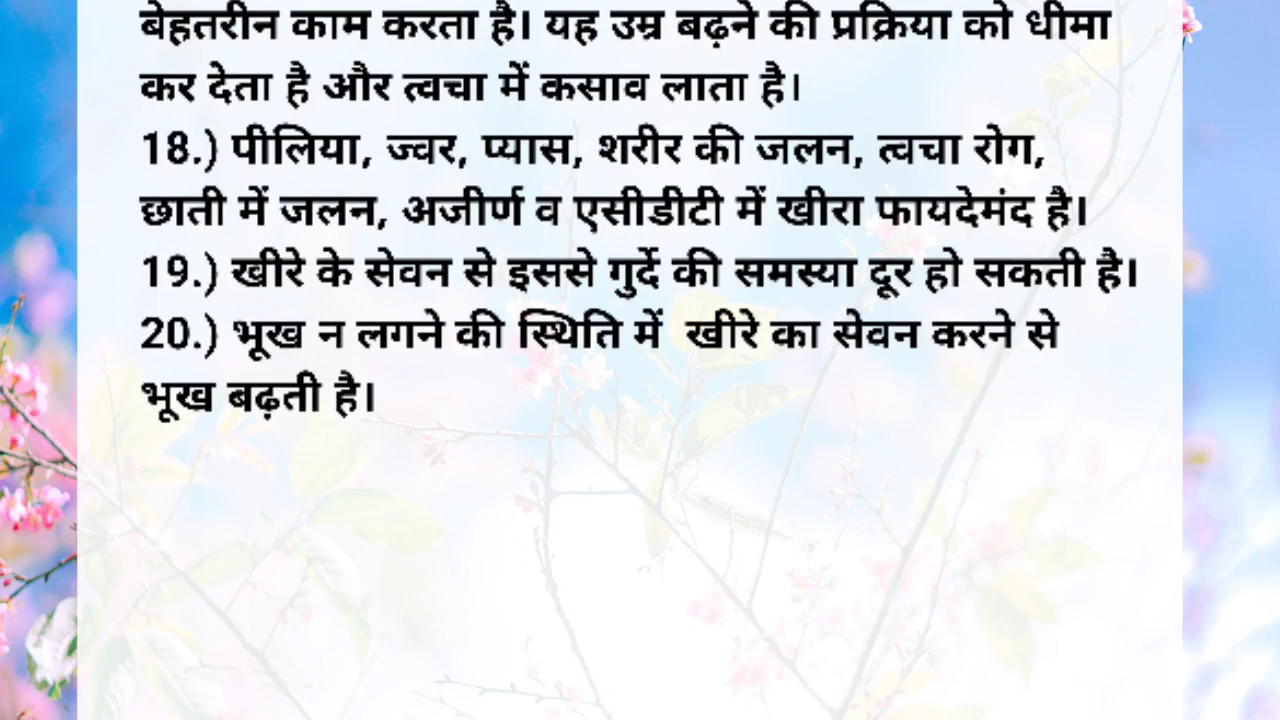 बेहतरीन काम करता है। यह उम्र बढ़ने की प्रक्रिया को धीमा
कर देता है और त्वचा में कसाव लाता है।
18.) पीलिया, ज्वर, प्यास, शरीर की जलन, त्वचा रोग,
छाती में जलन, अजीर्ण व एसीडीटी में खीरा फायदेमंद है।
19.) खीरे के सेवन से इससे गुर्दे की समस्या दूर हो सकती है।
20.) भूख न लगने की स्थिति में खीरे का सेवन करने से
भूख बढ़ती है।